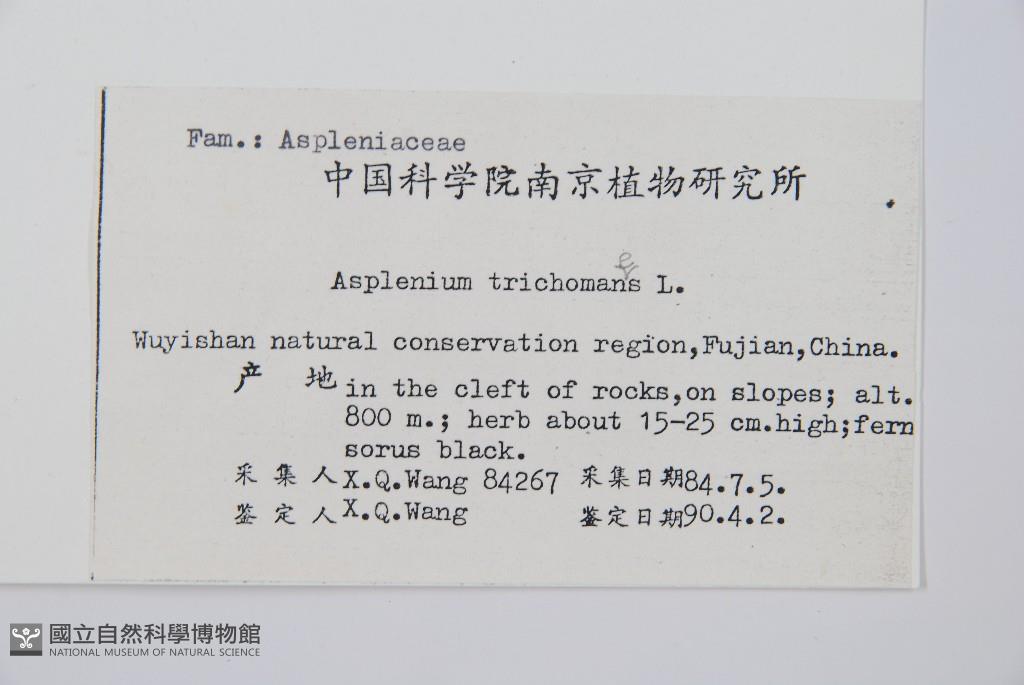 Fam.: Aspleniaceae
中国科学院南京植物研究所
e
Asplenium trichomans L.
Wuyishan natural conservation region,Fujian,China.
产 地 in the cleft of rocks,on slopes; alt.
800 m.; herb about 15-25 cm.high;fern
sorus black.
采 集 人 X.Q.Wang 84267 采集日期84.7.5.
鉴 定 人 X.Q.Wang 鉴定日期90.4.2.
國立自然科學博物館
NATIONAL MUSEUM OF NATURAL SCIENCE